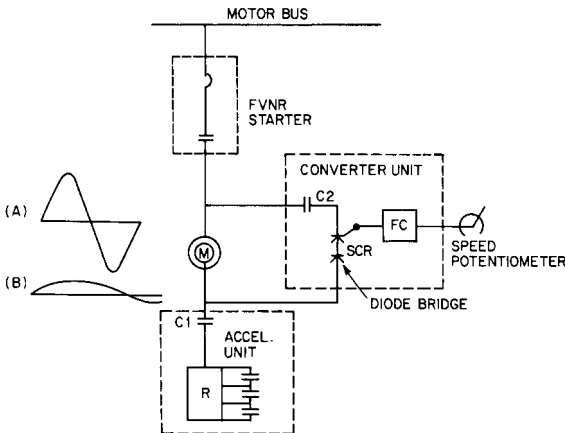 MOTOR BUS
FVNR
STARTER
CONVERTER UNIT
C2
(A)
FC
SCR
SPEED
POTENTIOMETER
M
(B)
DIODE BRIDGE
C1
ACCEL.
UNIT
R